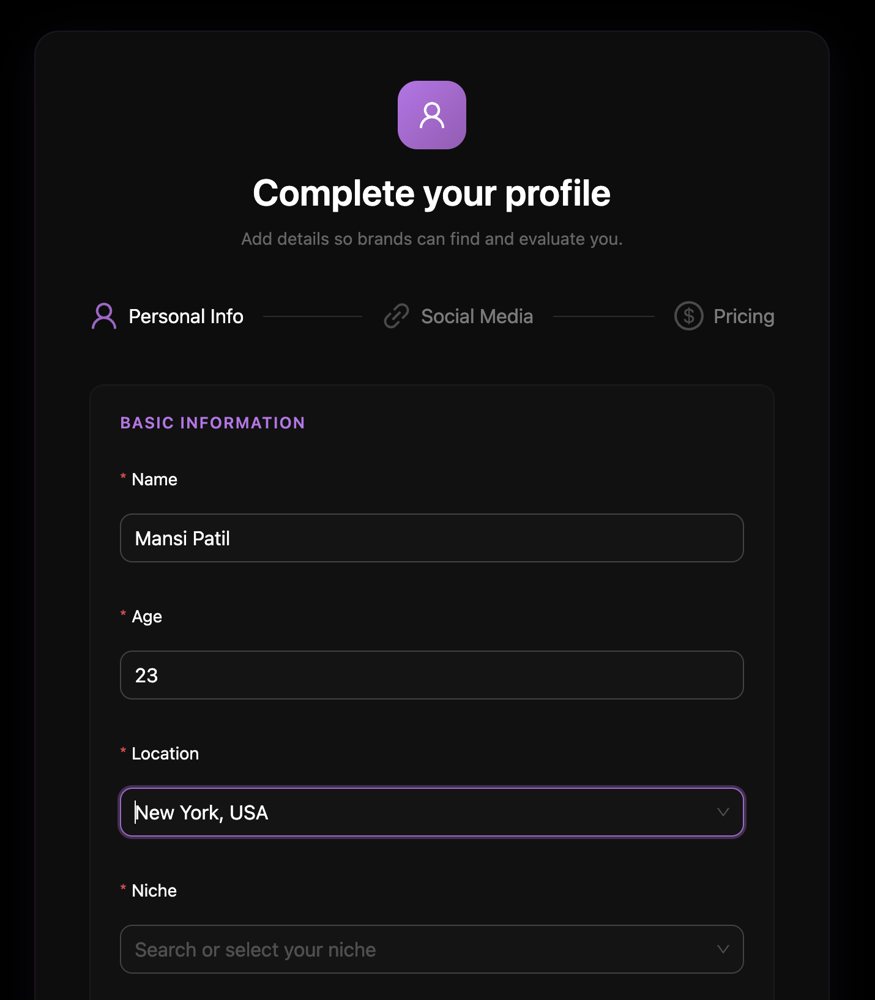 Complete your profile
Add details so brands can find and evaluate you.
Personal Info
Social Media
$ Pricing
BASIC INFORMATION
* Name
Mansi Patil
* Age
23
* Location
New York, USA
* Niche
Search or select your niche